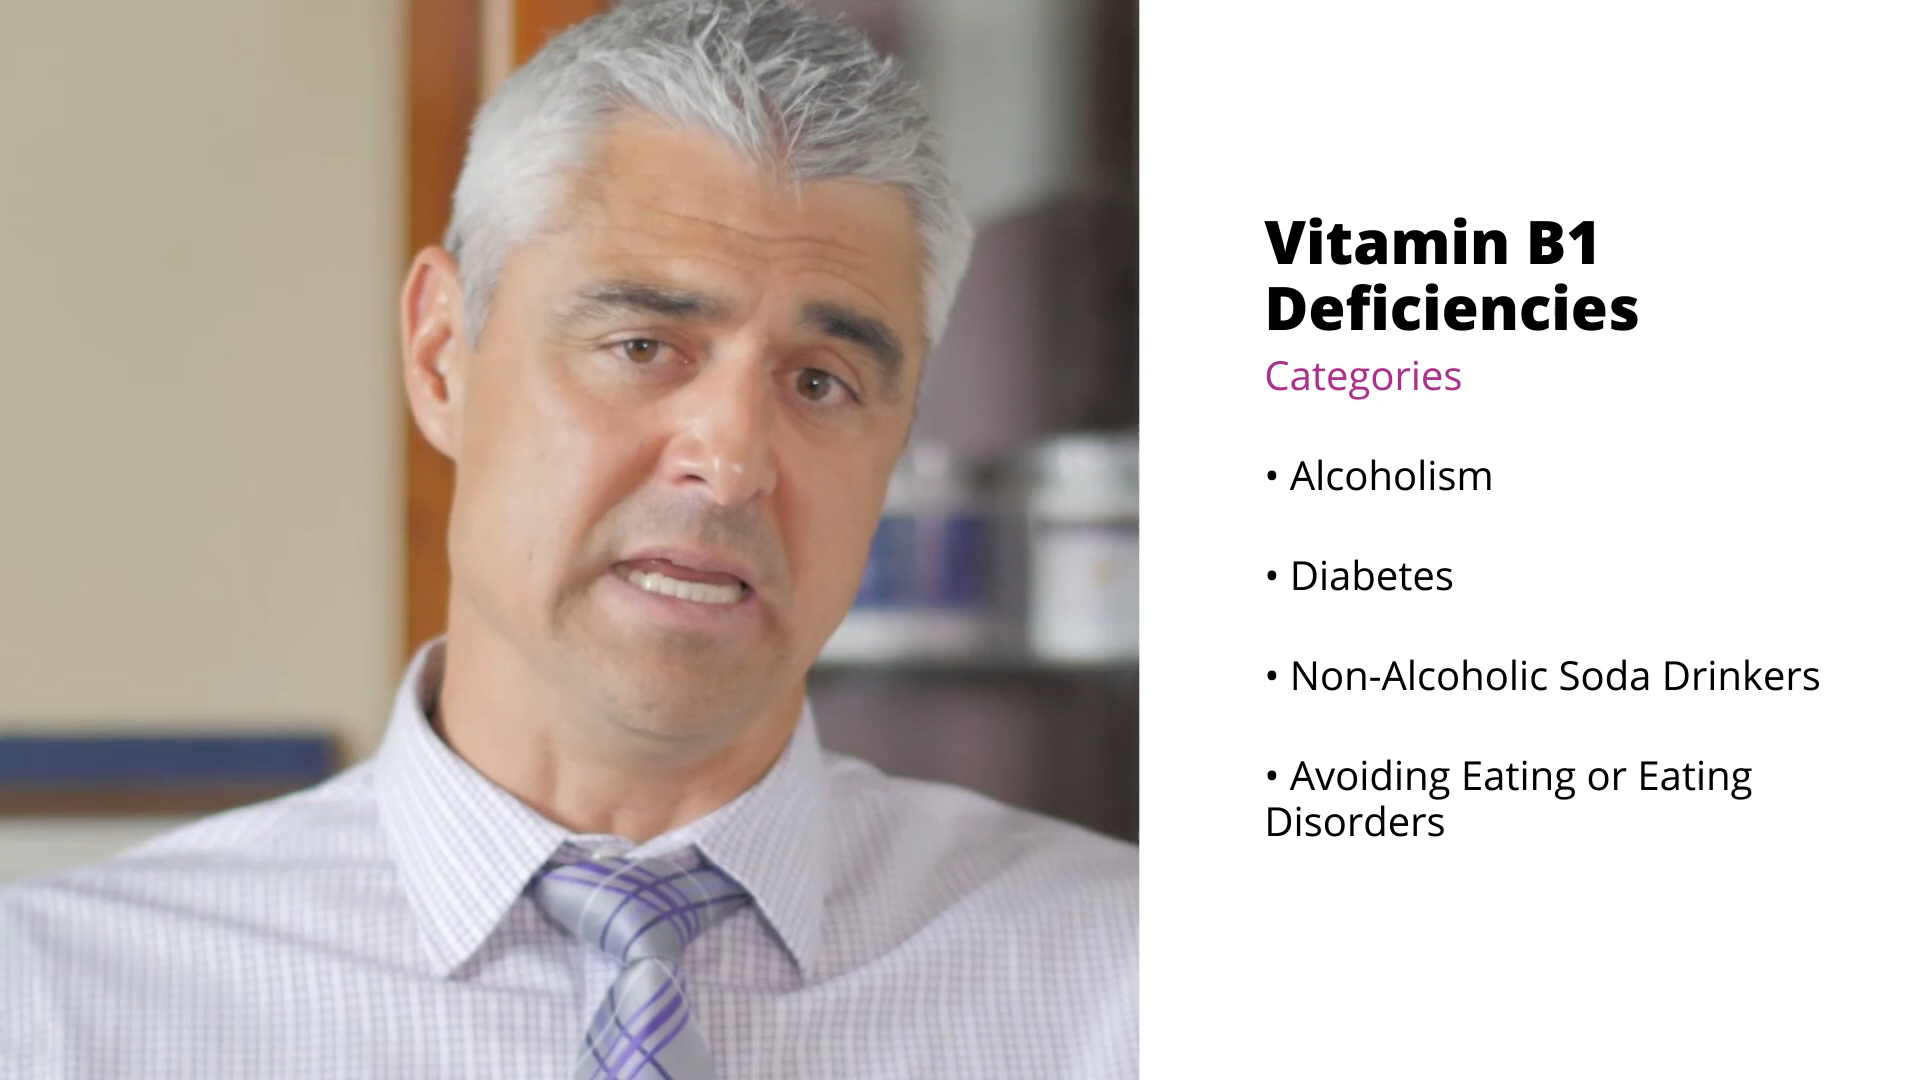 Vitamin B1
Deficiencies
Categories
• Alcoholism
• Diabetes
• Non-Alcoholic Soda Drinkers
• Avoiding Eating or Eating
Disorders